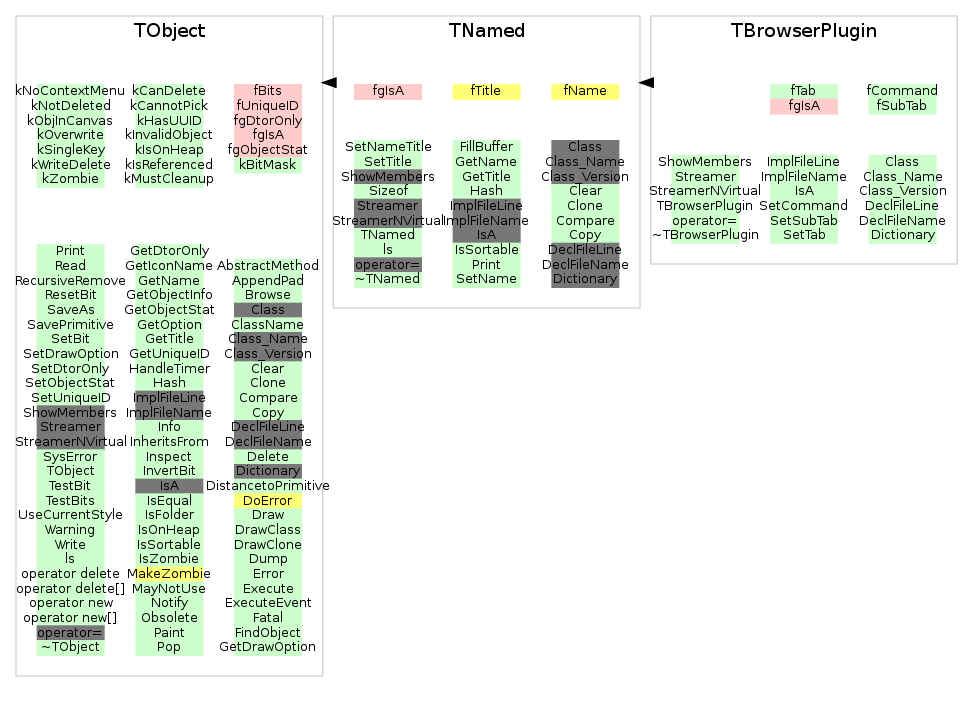 TObject
kNoContextMenu kCanDelete fBits
kNotDeleted kCannotPick fUniqueID
kObjInCanvas kHasUUID fgDtorOnly
kOverwrite kInvalidObject fgIsA
kSingleKey kIsOnHeap fgObjectStat
kWriteDelete kIsReferenced kBitMask
kZombie kMustCleanup
Print GetDtorOnly
Read GetIconName AbstractMethod
RecursiveRemove GetName AppendPad
ResetBit GetObjectInfo Browse
SaveAs GetObjectStat Class
SavePrimitive GetOption ClassName
SetBit GetTitle Class_Name
SetDrawOption GetUniqueID Class_Version
SetDtorOnly HandleTimer Clear
SetObjectStat Hash Clone
SetUniqueID ImplFileLine Compare
ShowMembers ImplFileName Copy
Streamer Info DeclFileLine
StreamerNVirtual InheritsFrom DeclFileName
SysError Inspect Delete
TObject InvertBit Dictionary
TestBit IsA DistancetoPrimitive
TestBits IsEqual DoError
UseCurrentStyle IsFolder Draw
Warning IsOnHeap DrawClass
Write IsSortable DrawClone
ls IsZombie Dump
operator delete MakeZombie Error
operator delete[] MayNotUse Execute
operator new Notify ExecuteEvent
operator new[] Obsolete Fatal
operator= Paint FindObject
~TObject Pop GetDrawOption
TNamed
fgIsA fTitle fName
SetNameTitle FillBuffer Class
SetTitle GetName Class_Name
ShowMembers GetTitle Class_Version
Sizeof Hash Clear
Streamer ImplFileLine Clone
StreamerNVirtual ImplFileName Compare
TNamed IsA Copy
ls IsSortable DeclFileLine
operator= Print DeclFileName
~TNamed SetName Dictionary
TBrowserPlugin
fTab fCommand
fgIsA fSubTab
ShowMembers ImplFileLine Class
Streamer ImplFileName Class_Name
StreamerNVirtual IsA Class_Version
TBrowserPlugin SetCommand DeclFileLine
operator= SetSubTab DeclFileName
~TBrowserPlugin SetTab Dictionary